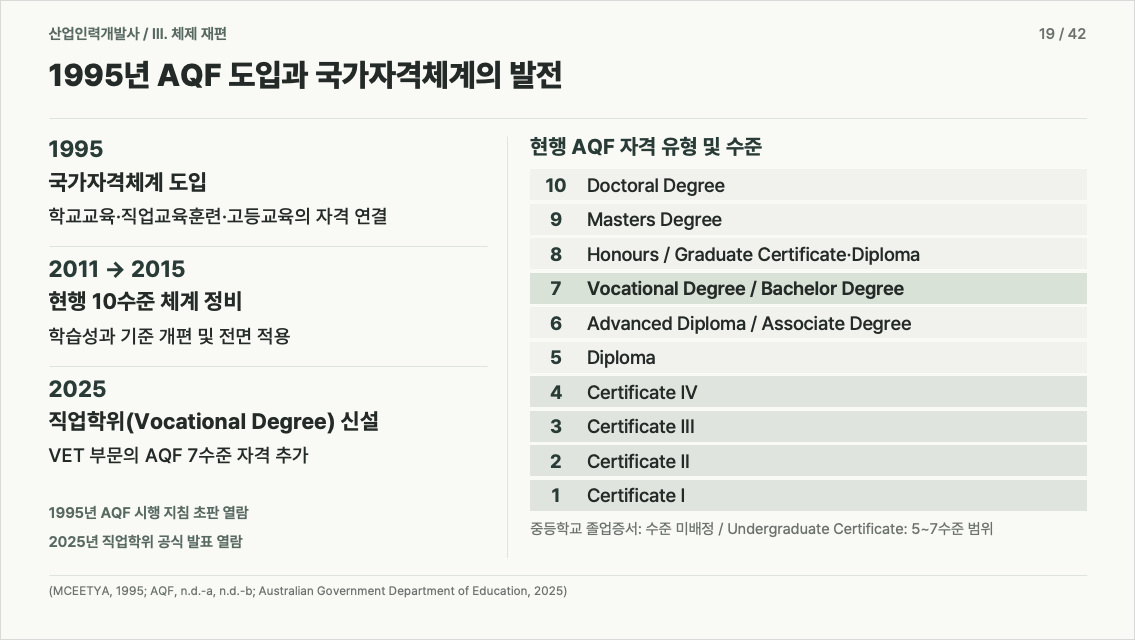 산업인력개발사 / III. 체제 재편
19 / 42
1995년 AQF 도입과 국가자격체계의 발전
1995
국가자격체계 도입
학교교육·직업교육훈련·고등교육의 자격 연결
2011 → 2015
현행 10수준 체계 정비
학습성과 기준 개편 및 전면 적용
2025
직업학위(Vocational Degree) 신설
VET 부문의 AQF 7수준 자격 추가
1995년 AQF 시행 지침 초판 열람
2025년 직업학위 공식 발표 열람
현행 AQF 자격 유형 및 수준
10 Doctoral Degree
9 Masters Degree
8 Honours / Graduate Certificate·Diploma
7 Vocational Degree / Bachelor Degree
6 Advanced Diploma / Associate Degree
5 Diploma
4 Certificate IV
3 Certificate III
2 Certificate II
1 Certificate I
중등학교 졸업증서: 수준 미배정 / Undergraduate Certificate: 5~7수준 범위
(MCEETYA, 1995; AQF, n.d.-a, n.d.-b; Australian Government Department of Education, 2025)